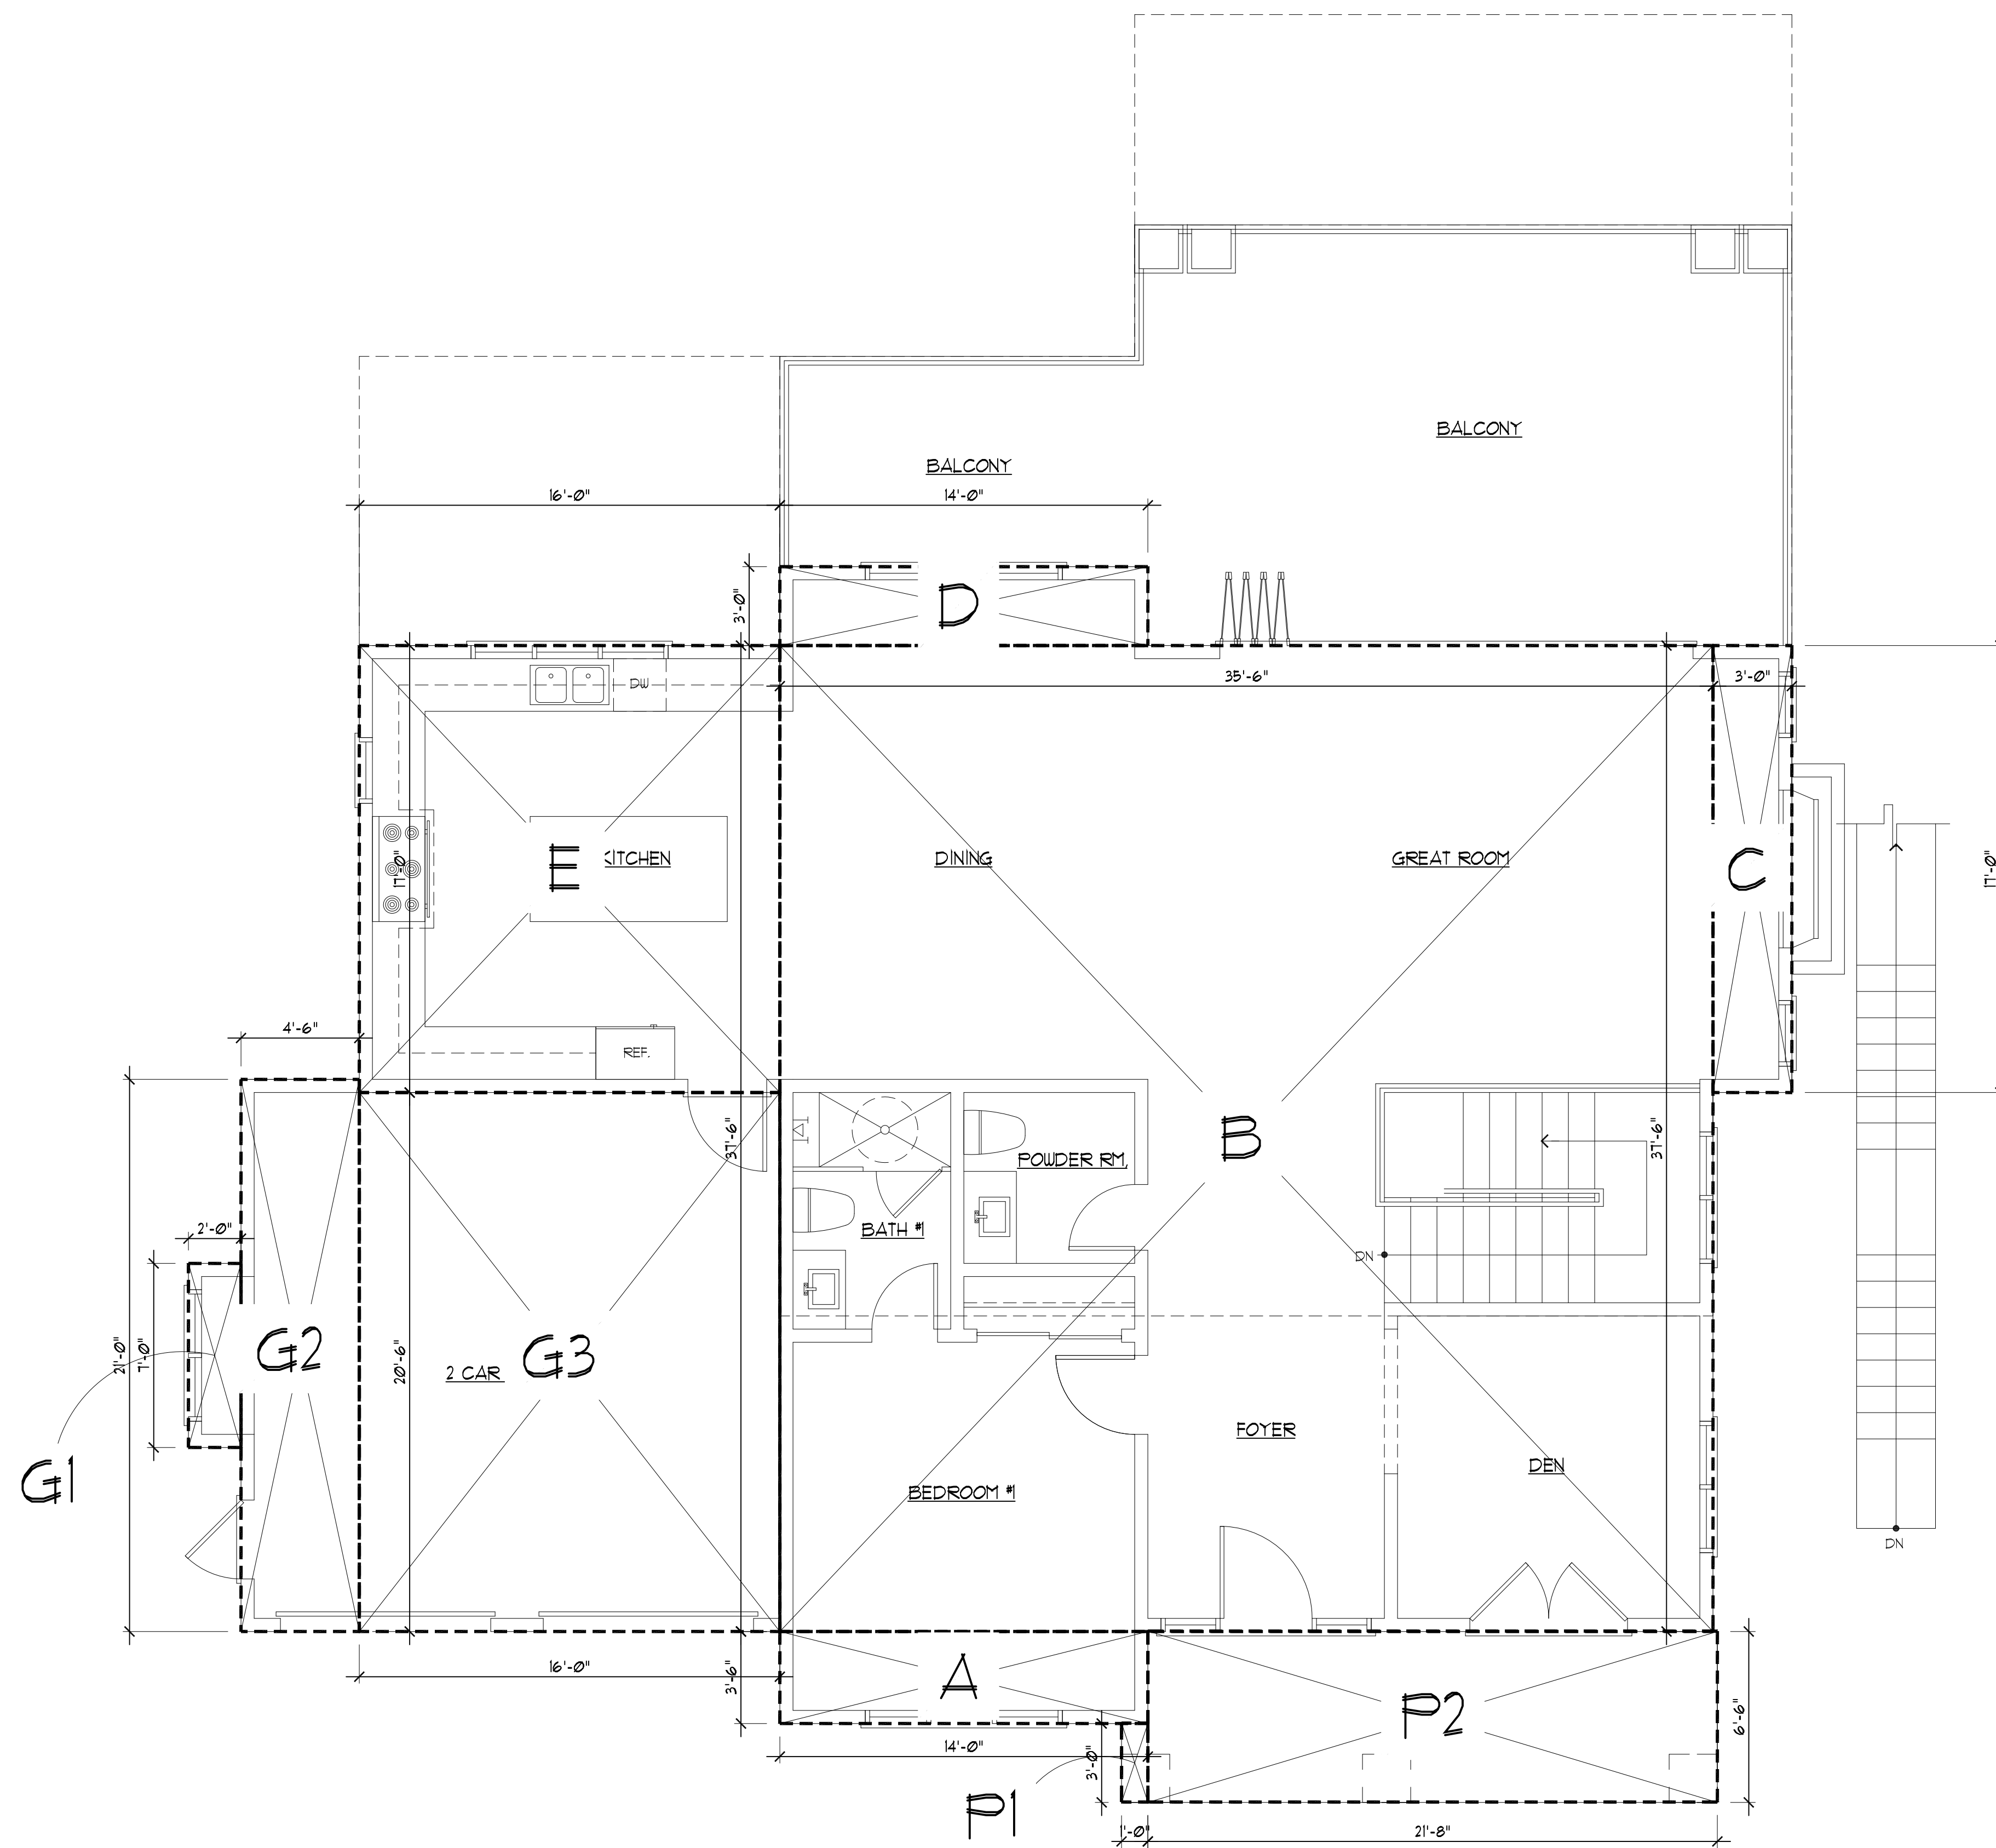 BALCONY
BALCONY
16'-0"
14'-0"
D
3'-0"
35'-6"
3'-0"
DW
E
KITCHEN
DINING
GREAT ROOM
C
17'-0"
17'-0"
4'-6"
REF.
B
37'-6"
37'-6"
POWDER RM.
BATH #1
2'-0"
DN
21'-0"
7'-0"
G2
G3
2 CAR
20'-6"
FOYER
DEN
BEDROOM #1
G1
DN
16'-0"
3'-6"
A
P2
6'-6"
14'-0"
3'-0"
P1
1'-0"
21'-8"